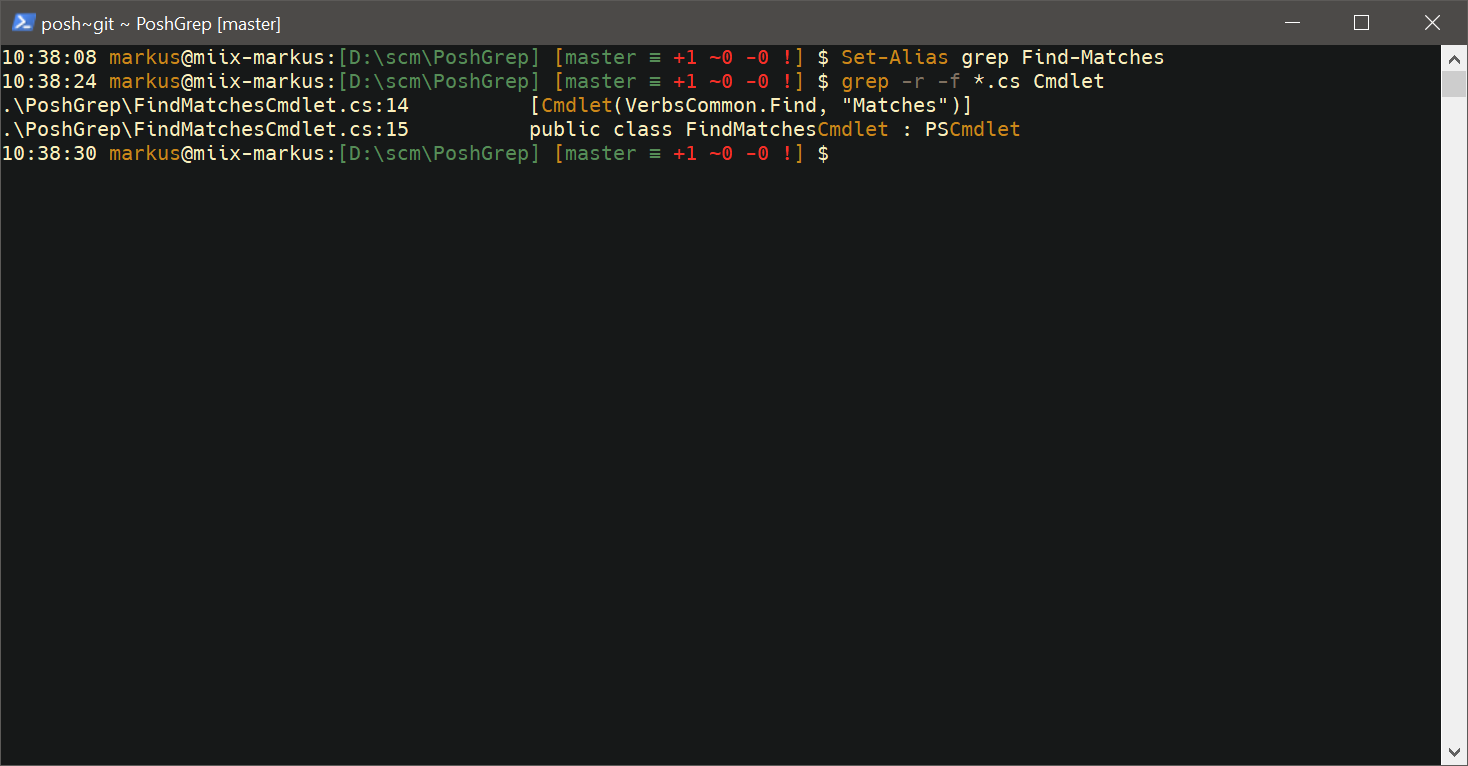 posh~git ~ PoshGrep [master]
10:38:08 markus@miix-markus:[D:\scm\PoshGrep] [master ≡ +1 ~0 -0 !] $ Set-Alias grep Find-Matches
10:38:24 markus@miix-markus:[D:\scm\PoshGrep] [master ≡ +1 ~0 -0 !] $ grep -r -f *.cs Cmdlet
.\PoshGrep\FindMatchesCmdlet.cs:14          [Cmdlet(VerbsCommon.Find, "Matches")]
.\PoshGrep\FindMatchesCmdlet.cs:15          public class FindMatchesCmdlet : PSCmdlet
10:38:30 markus@miix-markus:[D:\scm\PoshGrep] [master ≡ +1 ~0 -0 !] $